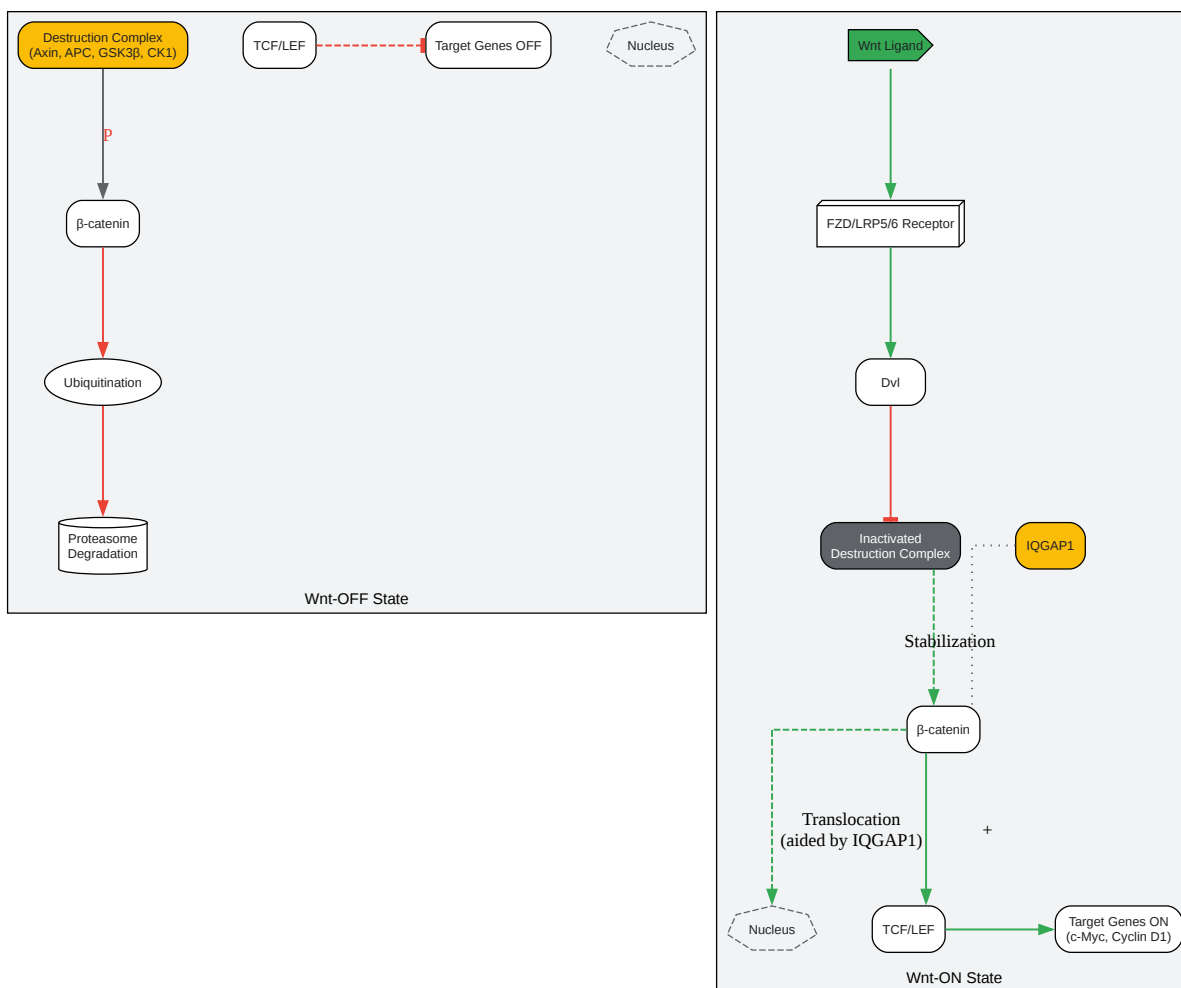 Destruction Complex
(Axin, APC, GSK3β, CK1)
TCF/LEF
Target Genes OFF
Nucleus
P
β-catenin
Ubiquitination
Proteasome
Degradation
Wnt-OFF State
Wnt Ligand
FZD/LRP5/6 Receptor
Dvl
Inactivated
Destruction Complex
IQGAP1
Stabilization
β-catenin
Translocation
(aided by IQGAP1)
+
Nucleus
TCF/LEF
Target Genes ON
(c-Myc, Cyclin D1)
Wnt-ON State